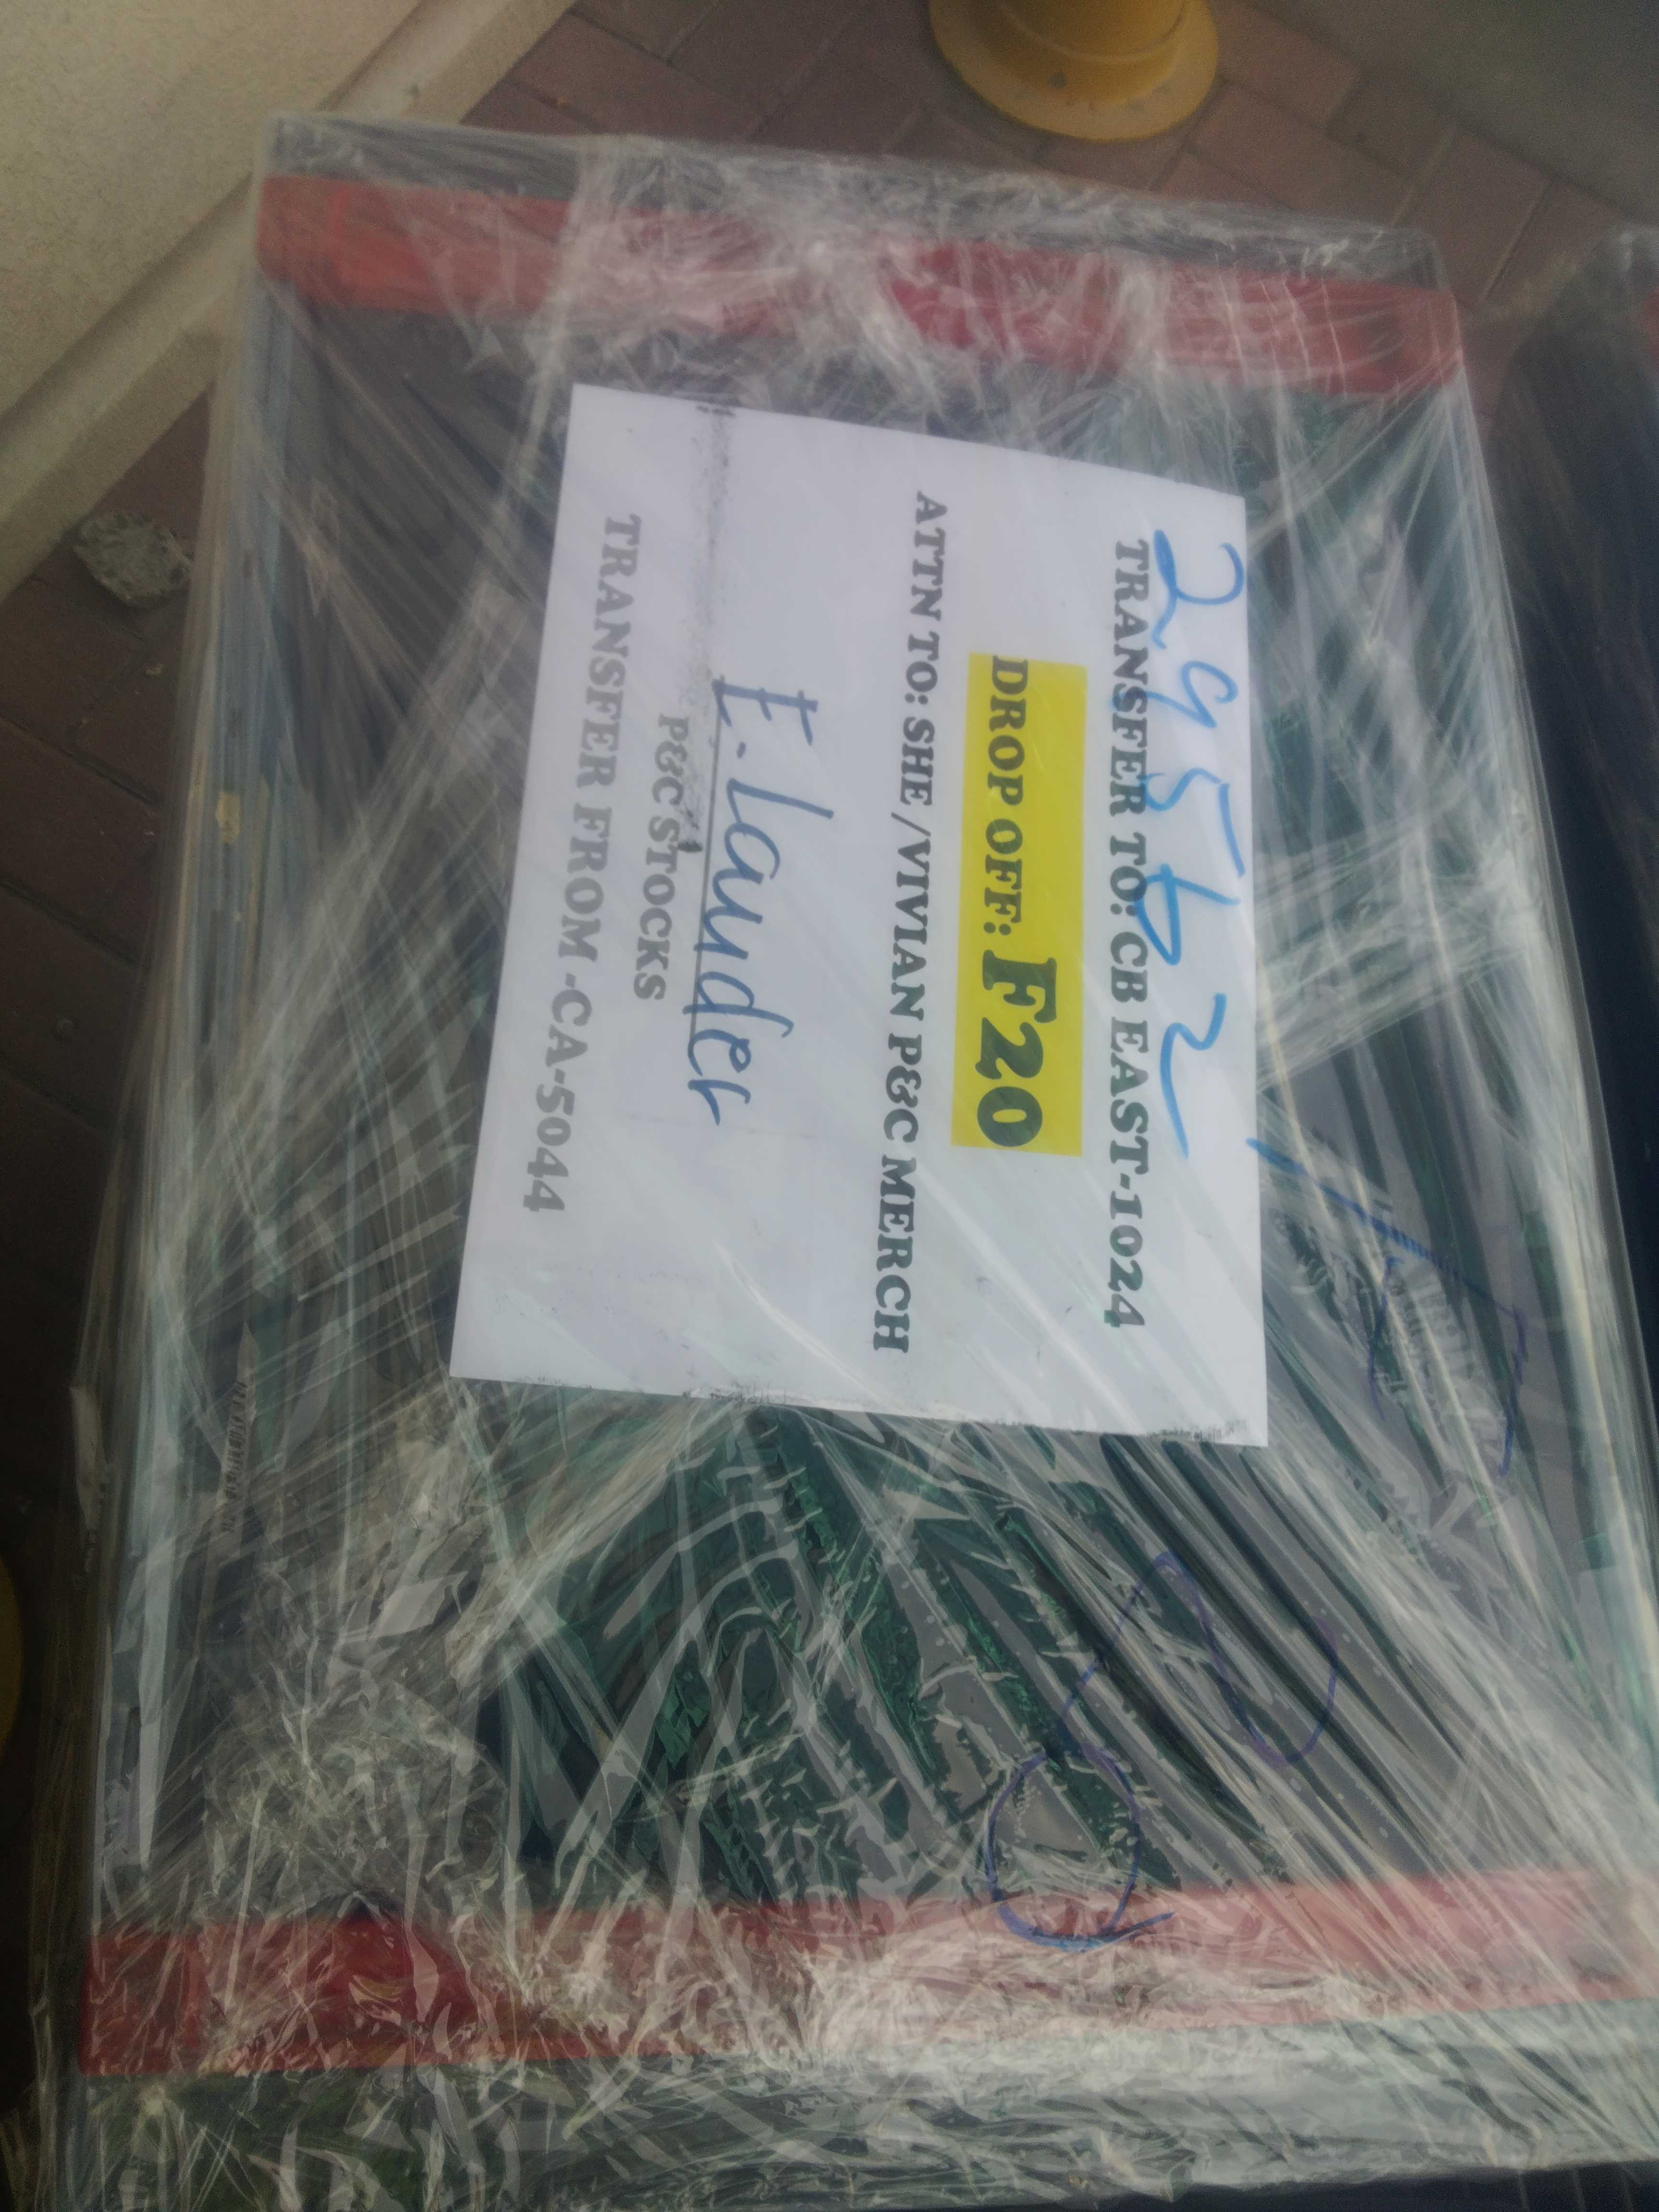 29562
TRANSFER TO: CB EAST-1024
DROP OFF: F20
ATTN TO: SHE /VIVIAN P&C MERCH
E. Lauder
P&C STOCKS
TRANSFER FROM -CA-5044